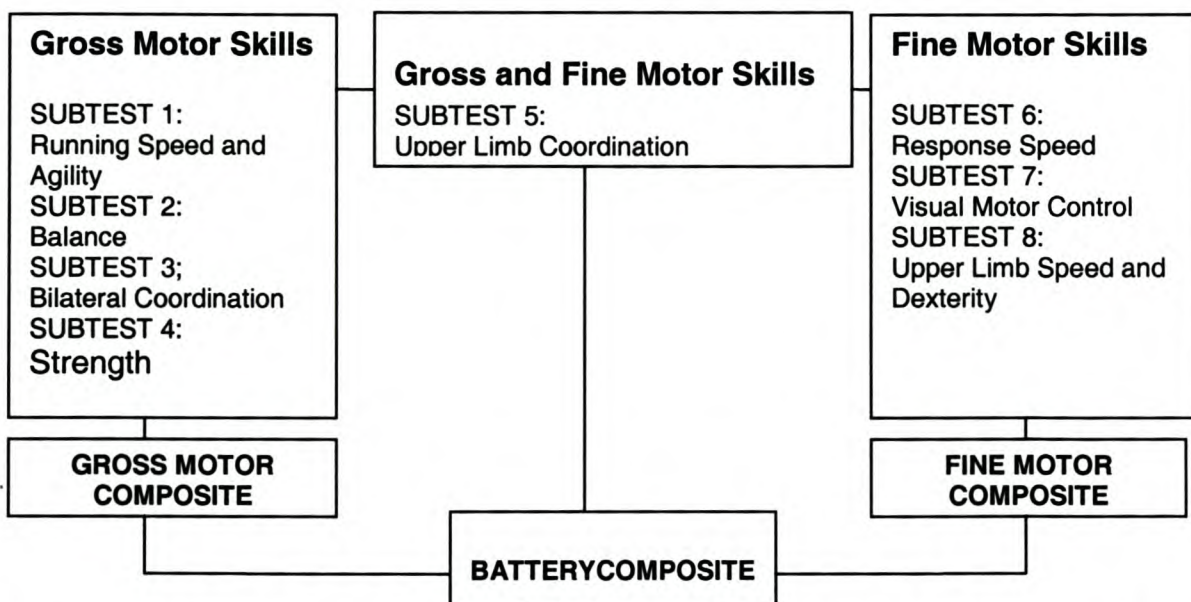 Gross Motor Skills
SUBTEST 1:
Running Speed and
Agility
SUBTEST 2:
Balance
SUBTEST 3;
Bilateral Coordination
SUBTEST 4:
Strength
Gross and Fine Motor Skills
SUBTEST 5:
Upper Limb Coordination
Fine Motor Skills
SUBTEST 6:
Response Speed
SUBTEST 7:
Visual Motor Control
SUBTEST 8:
Upper Limb Speed and
Dexterity
GROSS MOTOR
COMPOSITE
FINE MOTOR
COMPOSITE
BATTERYCOMPOSITE